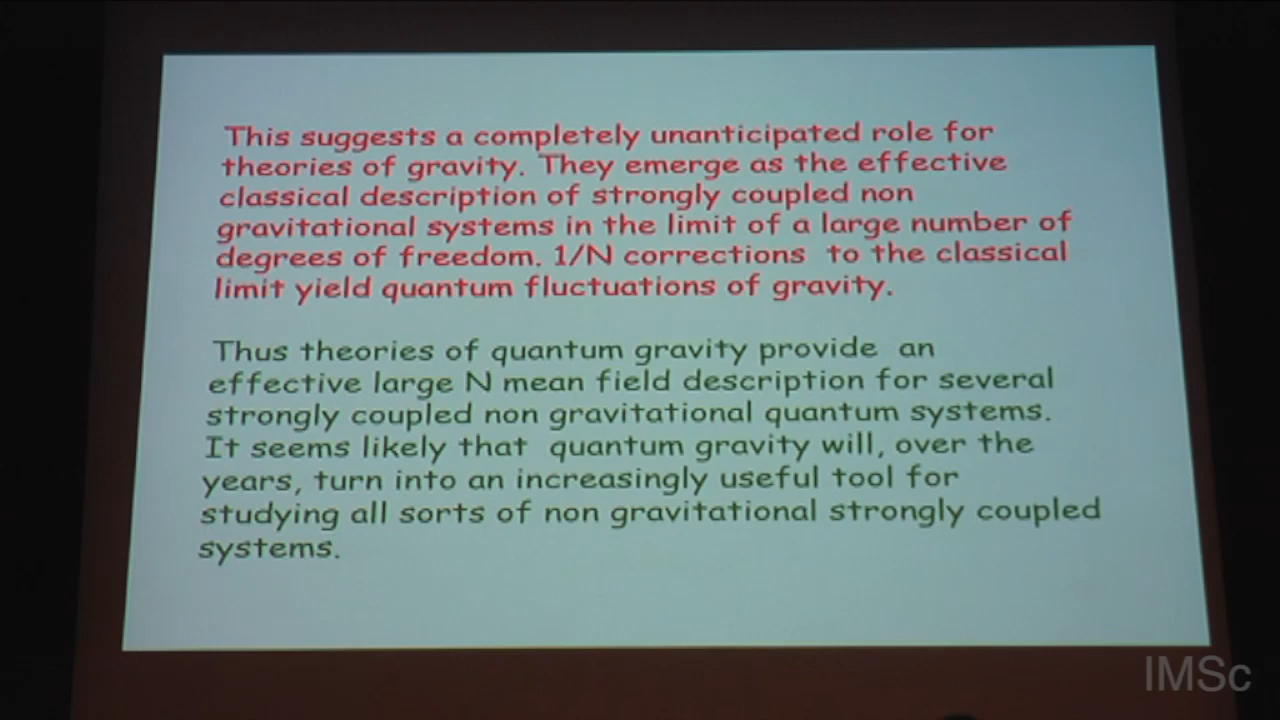 This suggests a completely unanticipated role for
theories of gravity. They emerge as the effective
classical description of strongly coupled non
gravitational systems in the limit of a large number of
degrees of freedom. 1/N corrections to the classical
limit yield quantum fluctuations of gravity.
Thus theories of quantum gravity provide an
effective large N mean field description for several
strongly coupled non gravitational quantum systems.
It seems likely that quantum gravity will, over the
years, turn into an increasingly useful tool for
studying all sorts of non gravitational strongly coupled
systems.
IMSc